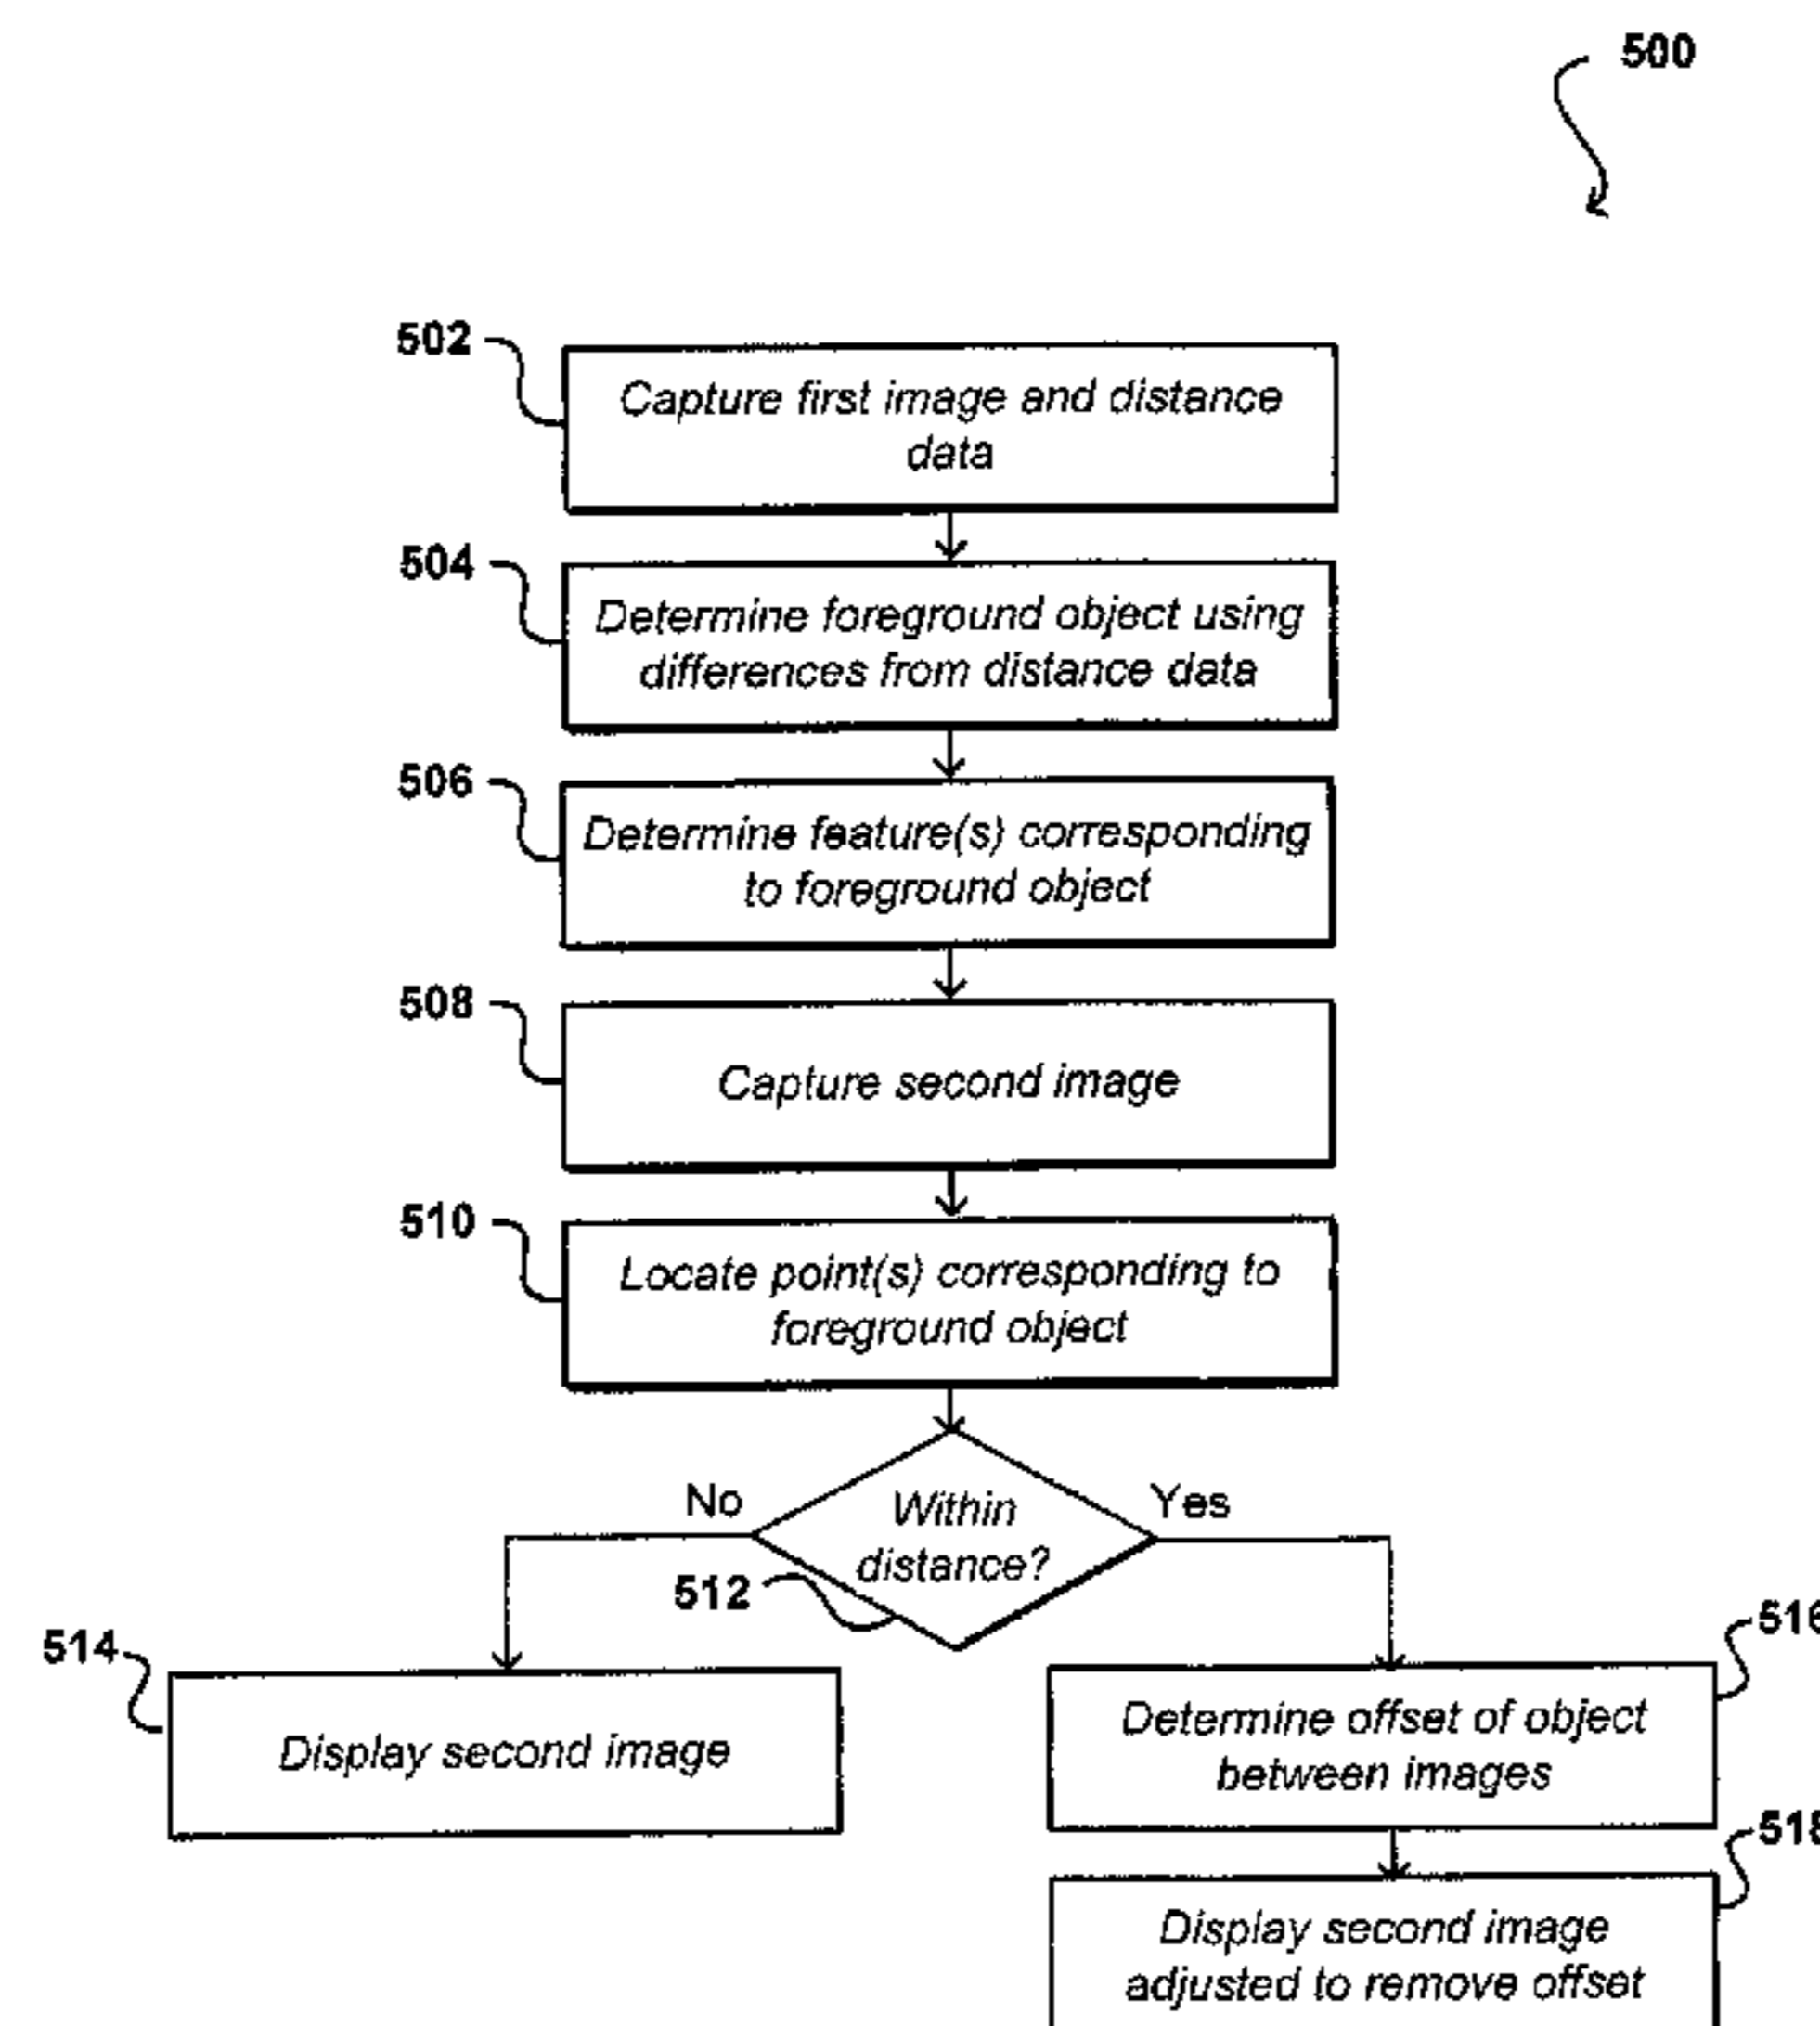 500
502
Capture first image and distance
data
504
Determine foreground object using
differences from distance data
506
Determine feature(s) corresponding
to foreground object
508
Capture second image
510
Locate point(s) corresponding to
foreground object
No
Within
distance?
Yes
512
514
Display second image
516
Determine offset of object
between images
518
Display second image
adjusted to remove offset